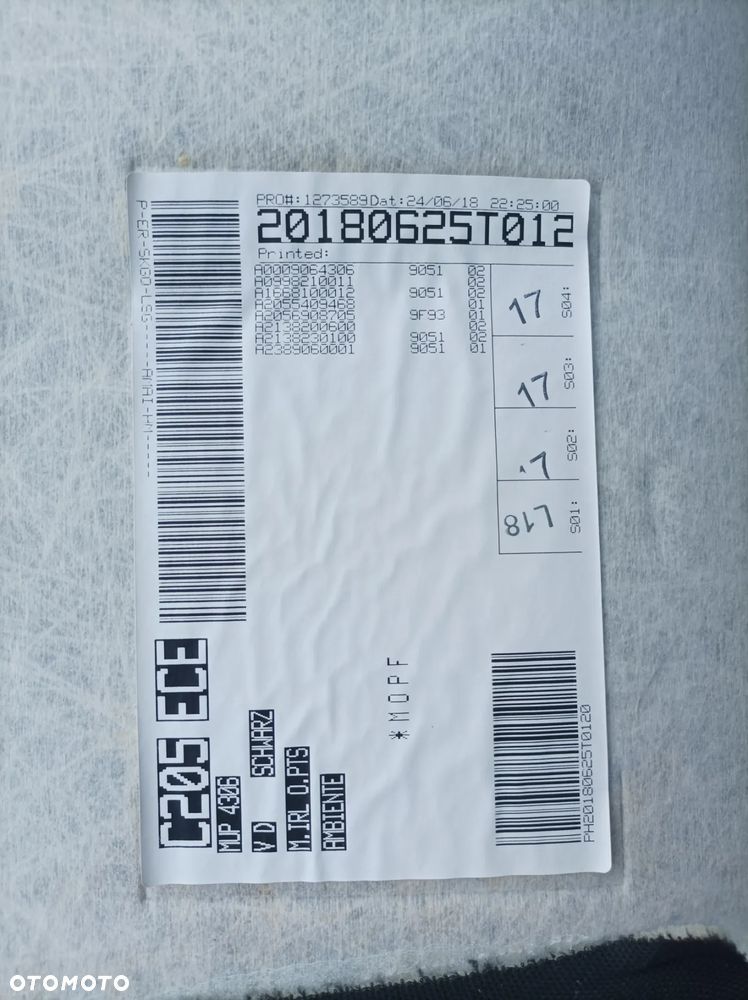 PRO#: 1273589 Dat: 24/06/18 22:25:00
20180625T012
Printed:
A0009064306 9051 02
A0998210011 02
A1668100012 9051 02
A2055409468 01
A2056908705 9F93 01
A2138200600 02
A2138230100 9051 02
A2389060001 9051 01
S04: 17
S03: 17
S02:
S01: L18
C205 ECE
MUP 4306
V D SCHWARZ
M.IRL O.PTS
AMBIENTE
*MOPF
PH20180625T0120
OTOMOTO